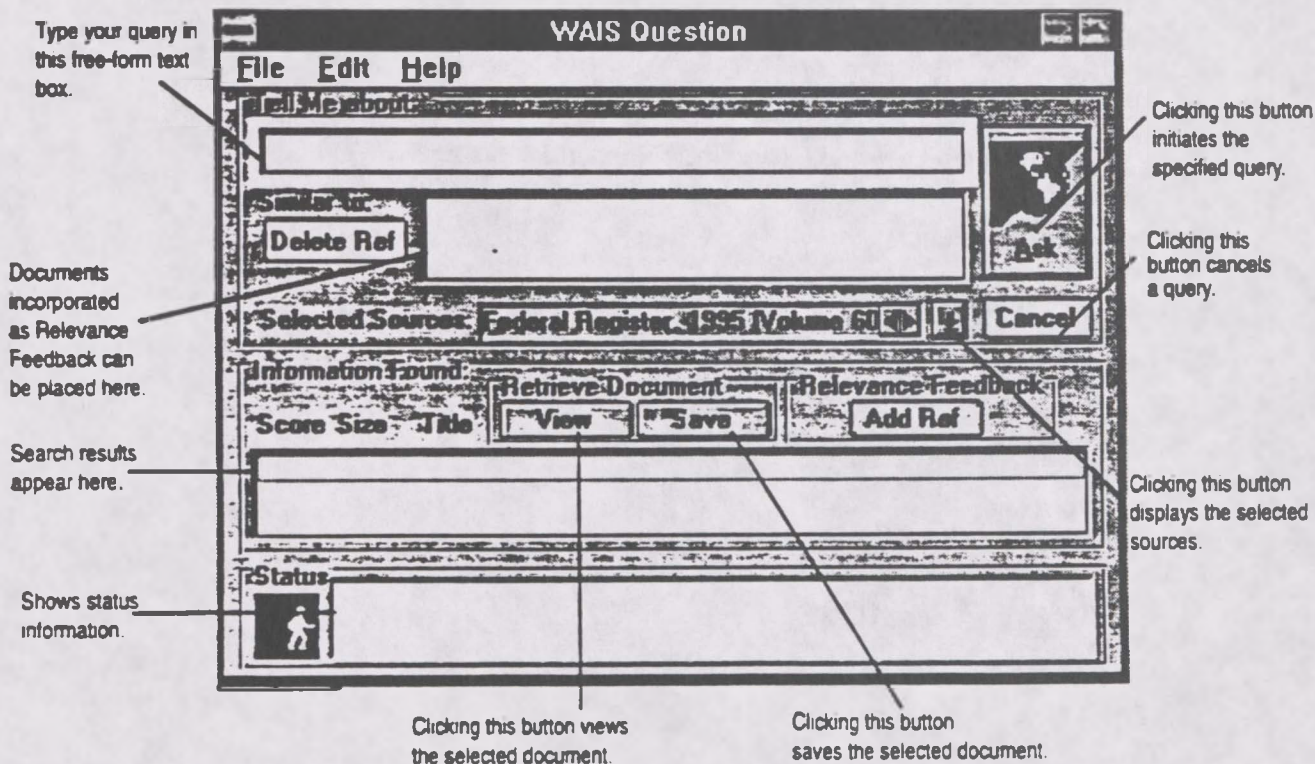 Type your query in
this free-form text
box.
WAIS Question
File Edit Help
Tell Me about:
Clicking this button
initiates the
specified query.
Similar to:
Delete Ref
Ask
Clicking this
button cancels
a query.
Documents
incorporated
as Relevance
Feedback can
be placed here.
Selected Sources: Federal Register, 1995 (Volume 60 Cancel
Information Found:
Retrieve Document Relevance Feedback
Score Size Title View Save Add Ref
Search results
appear here.
Clicking this button
displays the selected
sources.
Status
Shows status
information.
Clicking this button views
the selected document.
Clicking this button
saves the selected document.